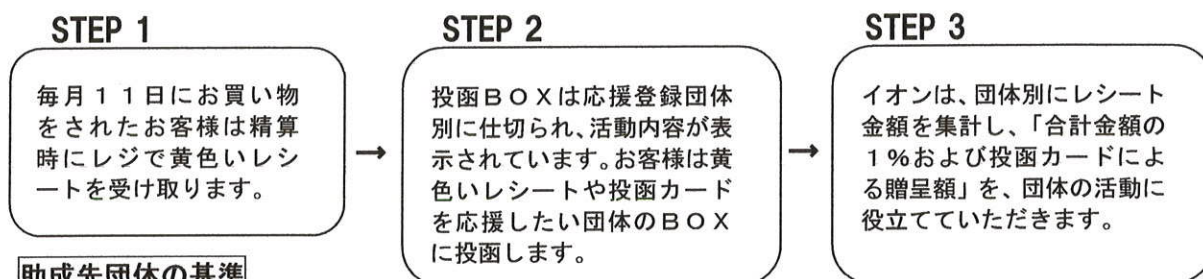 STEP 1
毎月11日にお買い物
をされたお客様は精算
時にレジで黄色いレシ
ートを受け取ります。
→
STEP 2
投函BOXは応援登録団体
別に仕切られ、活動内容が表
示されています。お客様は黄
色いレシートや投函カード
を応援したい団体のBOX
に投函します。
→
STEP 3
イオンは、団体別にレシート
金額を集計し、「合計金額の
1%および投函カードによ
る贈呈額」を、団体の活動に
役立てていただきます。
助成先団体の基準